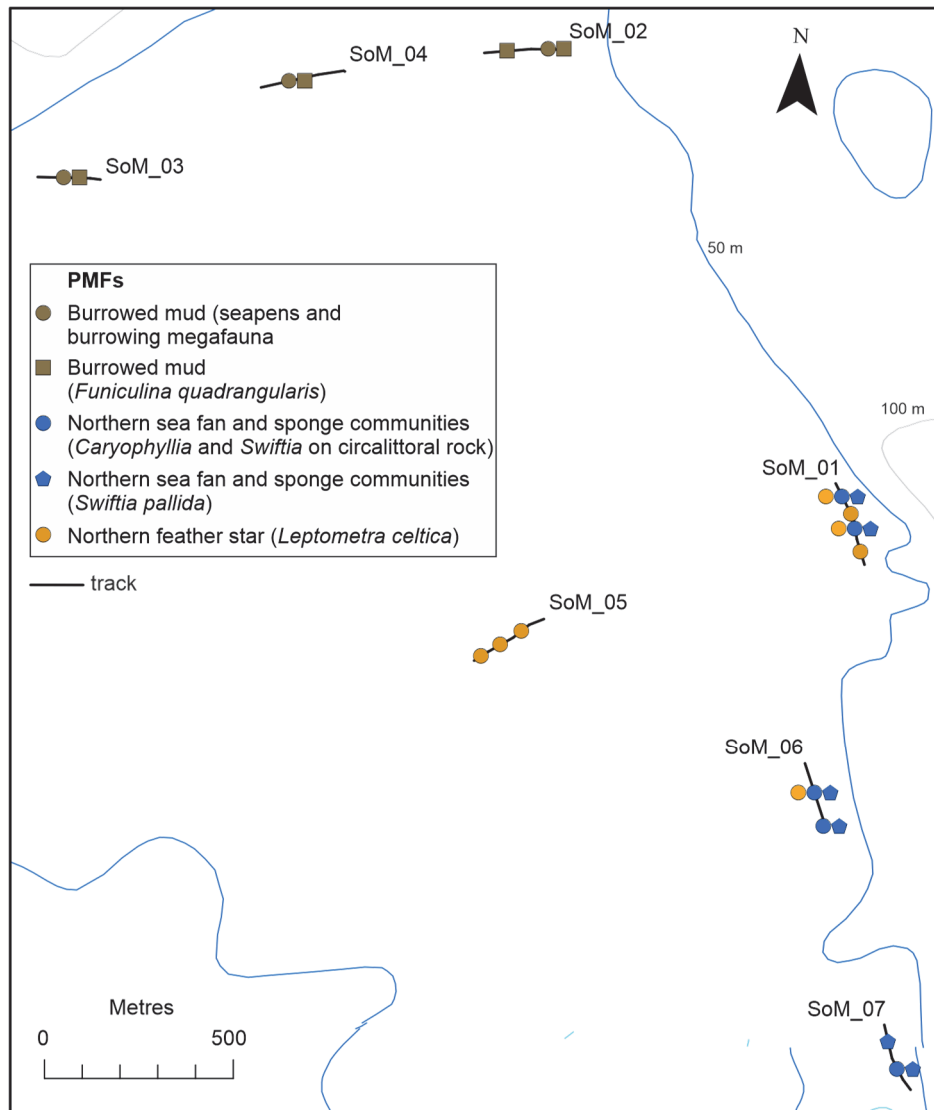 SoM_02
N
SoM_04
SoM_03
50 m
PMFs
Burrowed mud (seapens and
burrowing megafauna
Burrowed mud
(Funiculina quadrangularis)
Northern sea fan and sponge communities
(Caryophyllia and Swiftia on circalittoral rock)
Northern sea fan and sponge communities
(Swiftia pallida)
Northern feather star (Leptometra celtica)
track
100 m
SoM_01
SoM_05
SoM_06
SoM_07
Metres
0 500